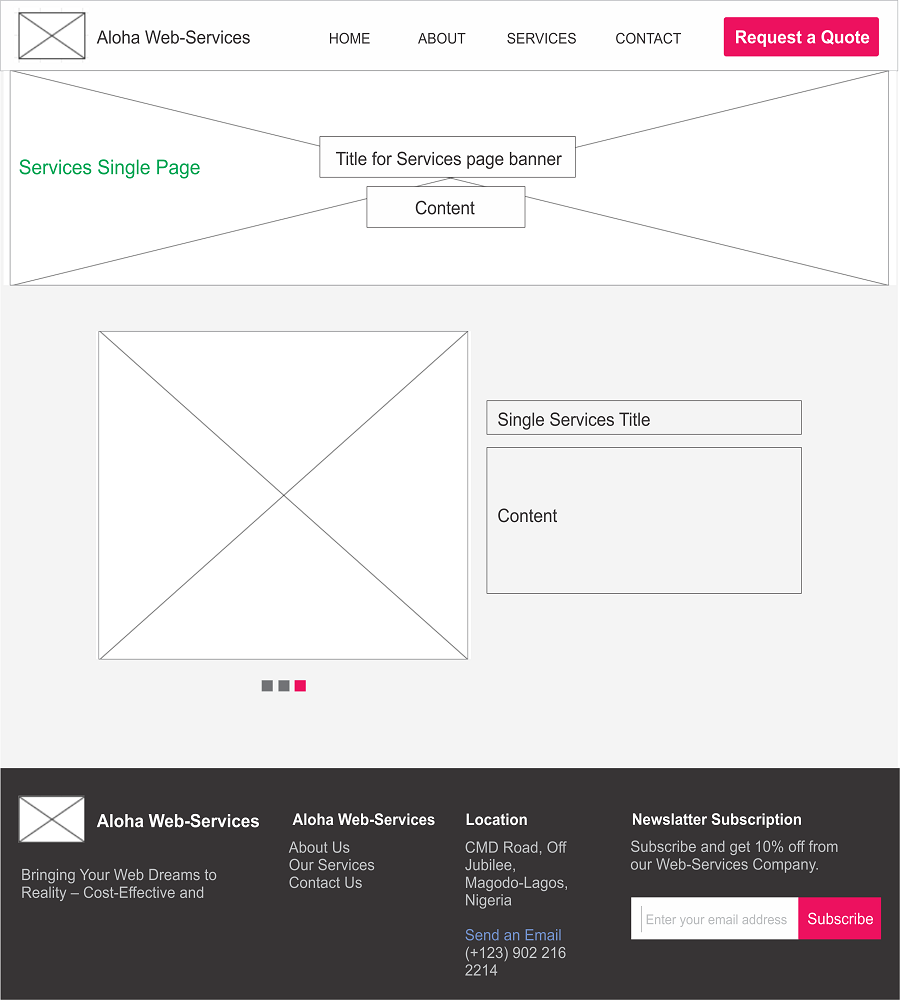 Aloha Web-Services
HOME
ABOUT
SERVICES
CONTACT
Request a Quote
Services Single Page
Title for Services page banner
Content
Single Services Title
Content
Aloha Web-Services
Bringing Your Web Dreams to
Reality – Cost-Effective and
Aloha Web-Services
About Us
Our Services
Contact Us
Location
CMD Road, Off
Jubilee,
Magodo-Lagos,
Nigeria
Send an Email
(+123) 902 216
2214
Newslatter Subscription
Subscribe and get 10% off from
our Web-Services Company.
Enter your email address
Subscribe